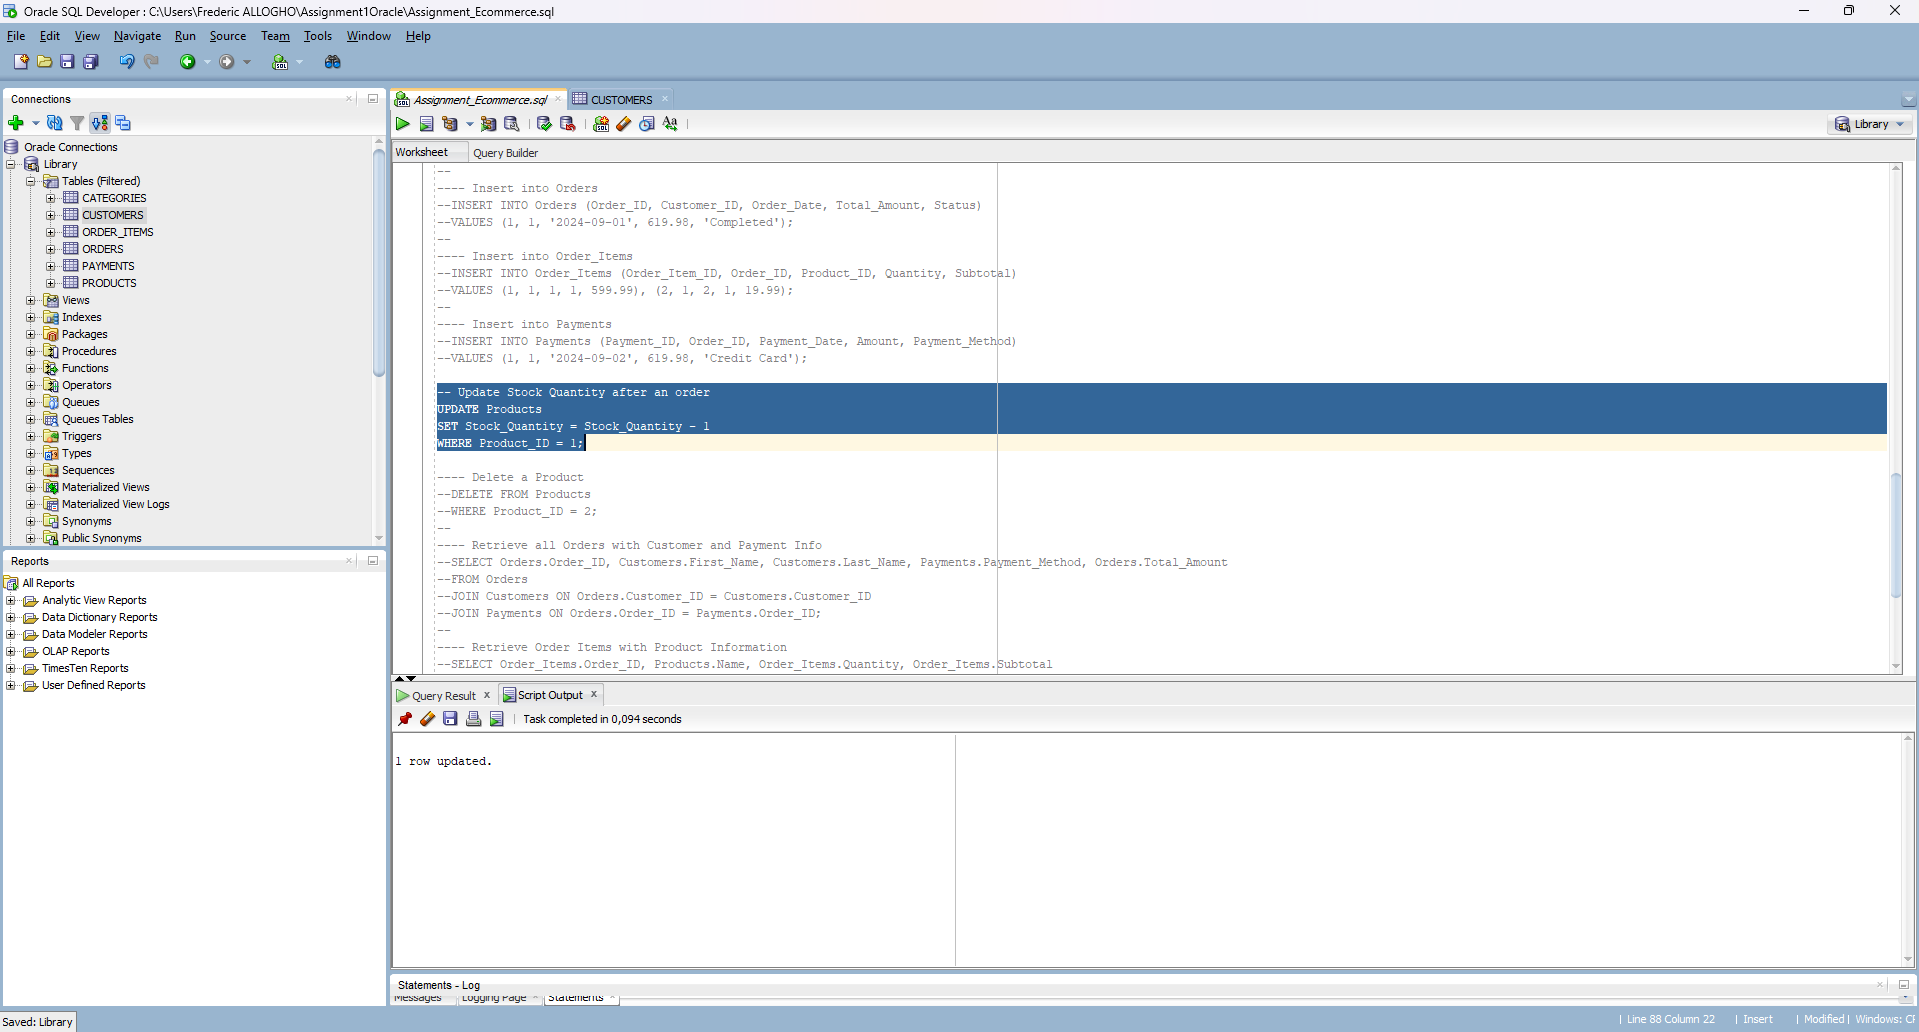 Oracle SQL Developer : C:\Users\Frederic ALLOGHO\Assignment1Oracle\Assignment_Ecommerce.sql
File Edit View Navigate Run Source Team Tools Window Help
Connections
Oracle Connections
Library
Tables (Filtered)
CATEGORIES
CUSTOMERS
ORDER_ITEMS
ORDERS
PAYMENTS
PRODUCTS
Views
Indexes
Packages
Procedures
Functions
Operators
Queues
Queues Tables
Triggers
Types
Sequences
Materialized Views
Materialized View Logs
Synonyms
Public Synonyms
Reports
All Reports
Analytic View Reports
Data Dictionary Reports
Data Modeler Reports
OLAP Reports
TimesTen Reports
User Defined Reports
Assignment_Ecommerce.sql CUSTOMERS
Library
Worksheet Query Builder
--
---- Insert into Orders
--INSERT INTO Orders (Order_ID, Customer_ID, Order_Date, Total_Amount, Status)
--VALUES (1, 1, '2024-09-01', 619.98, 'Completed');
--
---- Insert into Order_Items
--INSERT INTO Order_Items (Order_Item_ID, Order_ID, Product_ID, Quantity, Subtotal)
--VALUES (1, 1, 1, 1, 599.99), (2, 1, 2, 1, 19.99);
--
---- Insert into Payments
--INSERT INTO Payments (Payment_ID, Order_ID, Payment_Date, Amount, Payment_Method)
--VALUES (1, 1, '2024-09-02', 619.98, 'Credit Card');
-- Update Stock Quantity after an order
UPDATE Products
SET Stock_Quantity = Stock_Quantity - 1
WHERE Product_ID = 1;
---- Delete a Product
--DELETE FROM Products
--WHERE Product_ID = 2;
--
---- Retrieve all Orders with Customer and Payment Info
--SELECT Orders.Order_ID, Customers.First_Name, Customers.Last_Name, Payments.Payment_Method, Orders.Total_Amount
--FROM Orders
--JOIN Customers ON Orders.Customer_ID = Customers.Customer_ID
--JOIN Payments ON Orders.Order_ID = Payments.Order_ID;
--
---- Retrieve Order Items with Product Information
--SELECT Order_Items.Order_ID, Products.Name, Order_Items.Quantity, Order_Items.Subtotal
Query Result Script Output
Task completed in 0,094 seconds
1 row updated.
Statements - Log
Messages Logging Page Statements
Saved: Library
Line 88 Column 22 Insert Modified Windows: